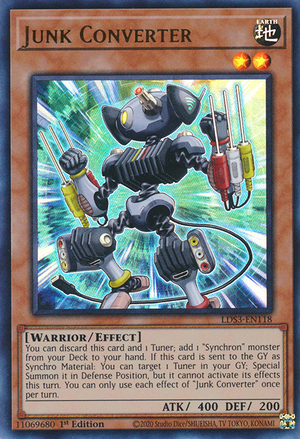 JUNK CONVERTER
EARTH
地
LDS3-EN118
[WARRIOR/EFFECT]
You can discard this card and 1 Tuner; add 1 "Synchron" monster
from your Deck to your hand. If this card is sent to the GY as
Synchro Material: You can target 1 Tuner in your GY; Special
Summon it in Defense Position, but it cannot activate its effects
this turn. You can only use each effect of "Junk Converter" once
per turn.
ATK/ 400 DEF/ 200
11069680 1st Edition ©2020 Studio Dice/SHUEISHA, TV TOKYO, KONAMI